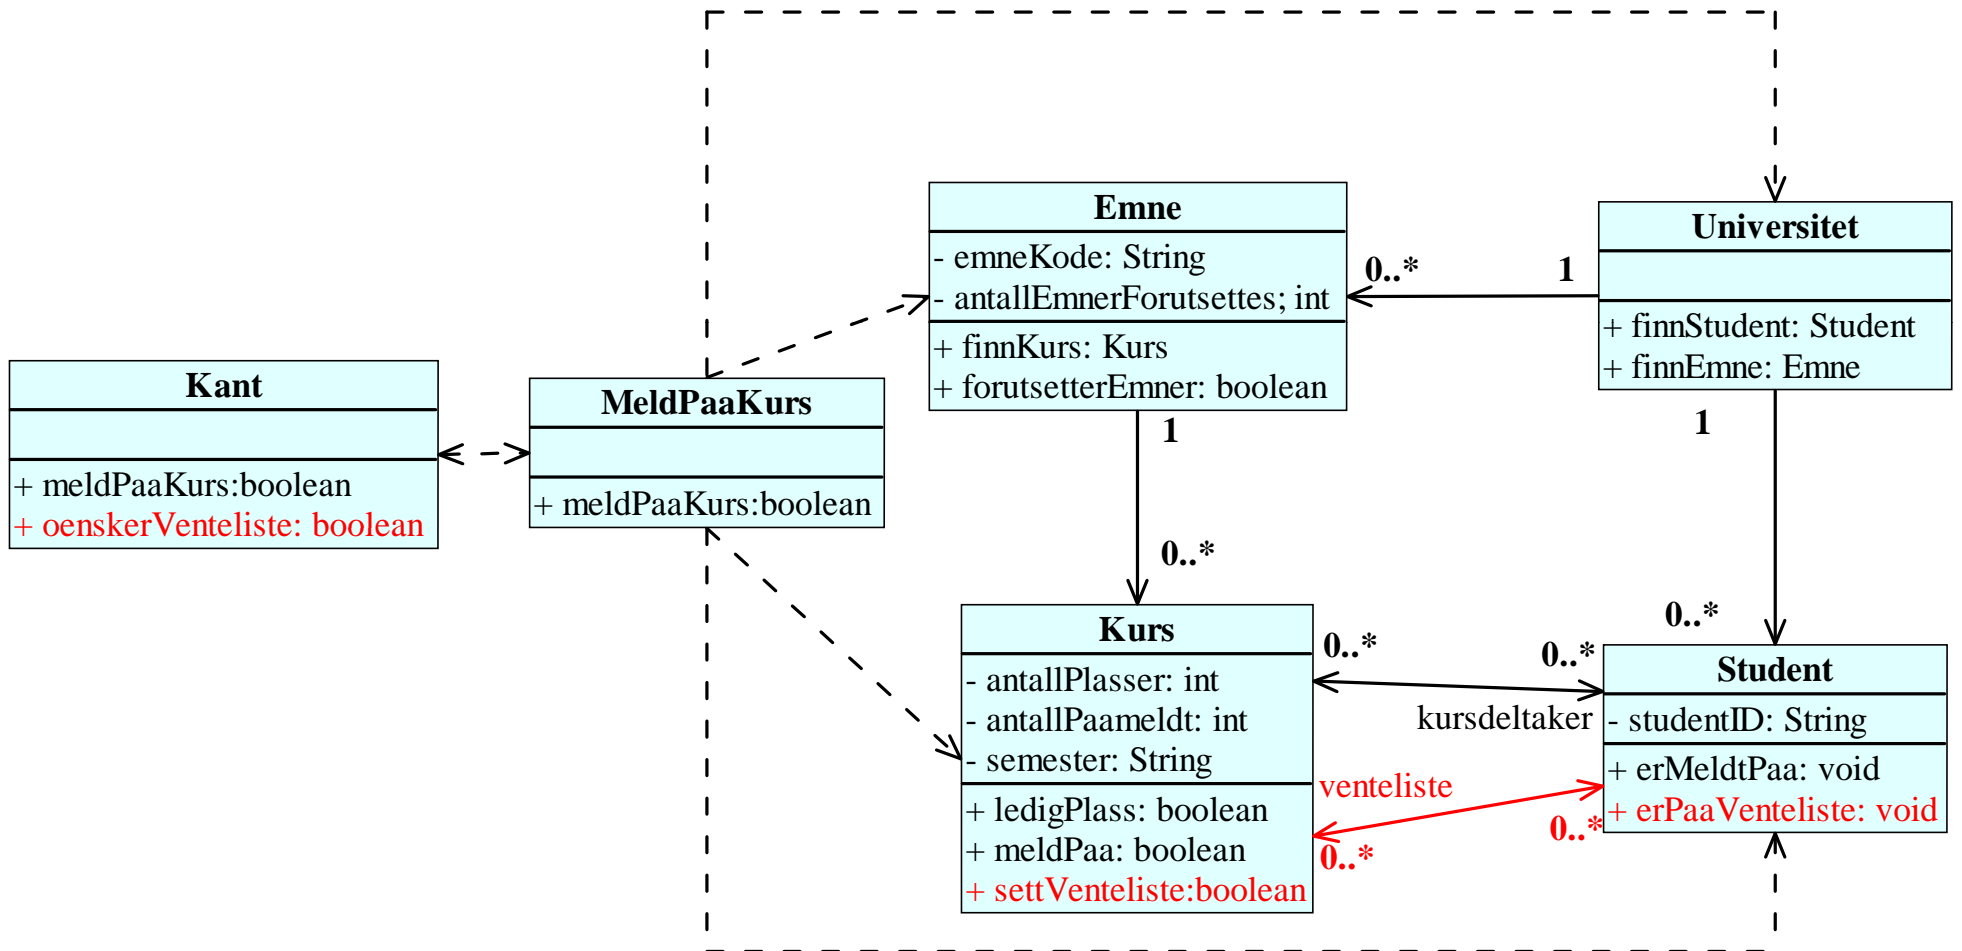 Emne
- emneKode: String
- antallEmnerForutsettes; int
+ finnKurs: Kurs
+ forutsetterEmner: boolean
0..*
1
Universitet
+ finnStudent: Student
+ finnEmne: Emne
Kant
+ meldPaaKurs:boolean
+ oenskerVenteliste: boolean
MeldPaaKurs
+ meldPaaKurs:boolean
1
0..*
1
0..*
Kurs
- antallPlasser: int
- antallPaameldt: int
- semester: String
+ ledigPlass: boolean
+ meldPaa: boolean
+ settVenteliste:boolean
0..*
0..*
kursdeltaker
venteliste
0..*
0..*
Student
- studentID: String
+ erMeldtPaa: void
+ erPaaVenteliste: void